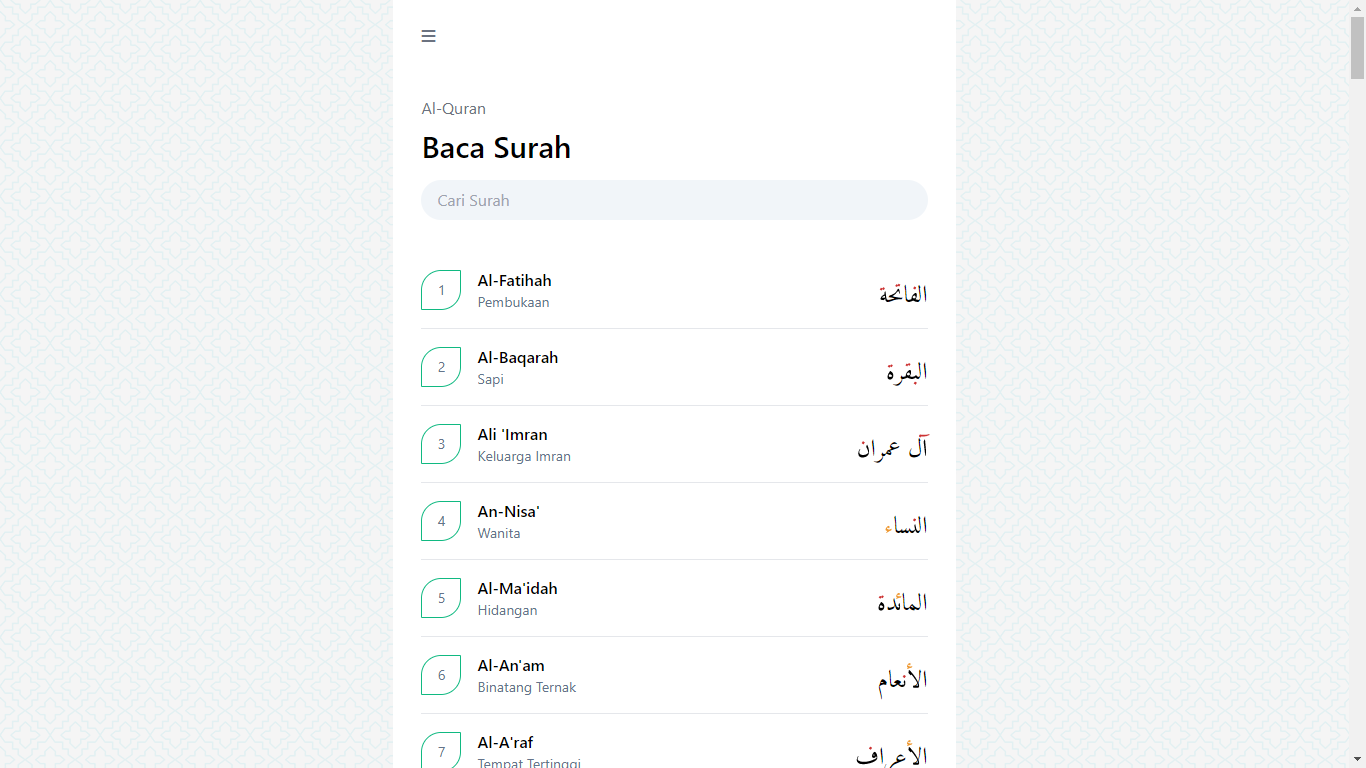 Al-Quran
Baca Surah
Cari Surah
1
Al-Fatihah
Pembukaan
الفاتحة
2
Al-Baqarah
Sapi
البقرة
3
Ali 'Imran
Keluarga Imran
آل عمران
4
An-Nisa'
Wanita
النساء
5
Al-Ma'idah
Hidangan
المائدة
6
Al-An'am
Binatang Ternak
الأنعام
7
Al-A'raf
Tempat Tertinggi
الأعراف